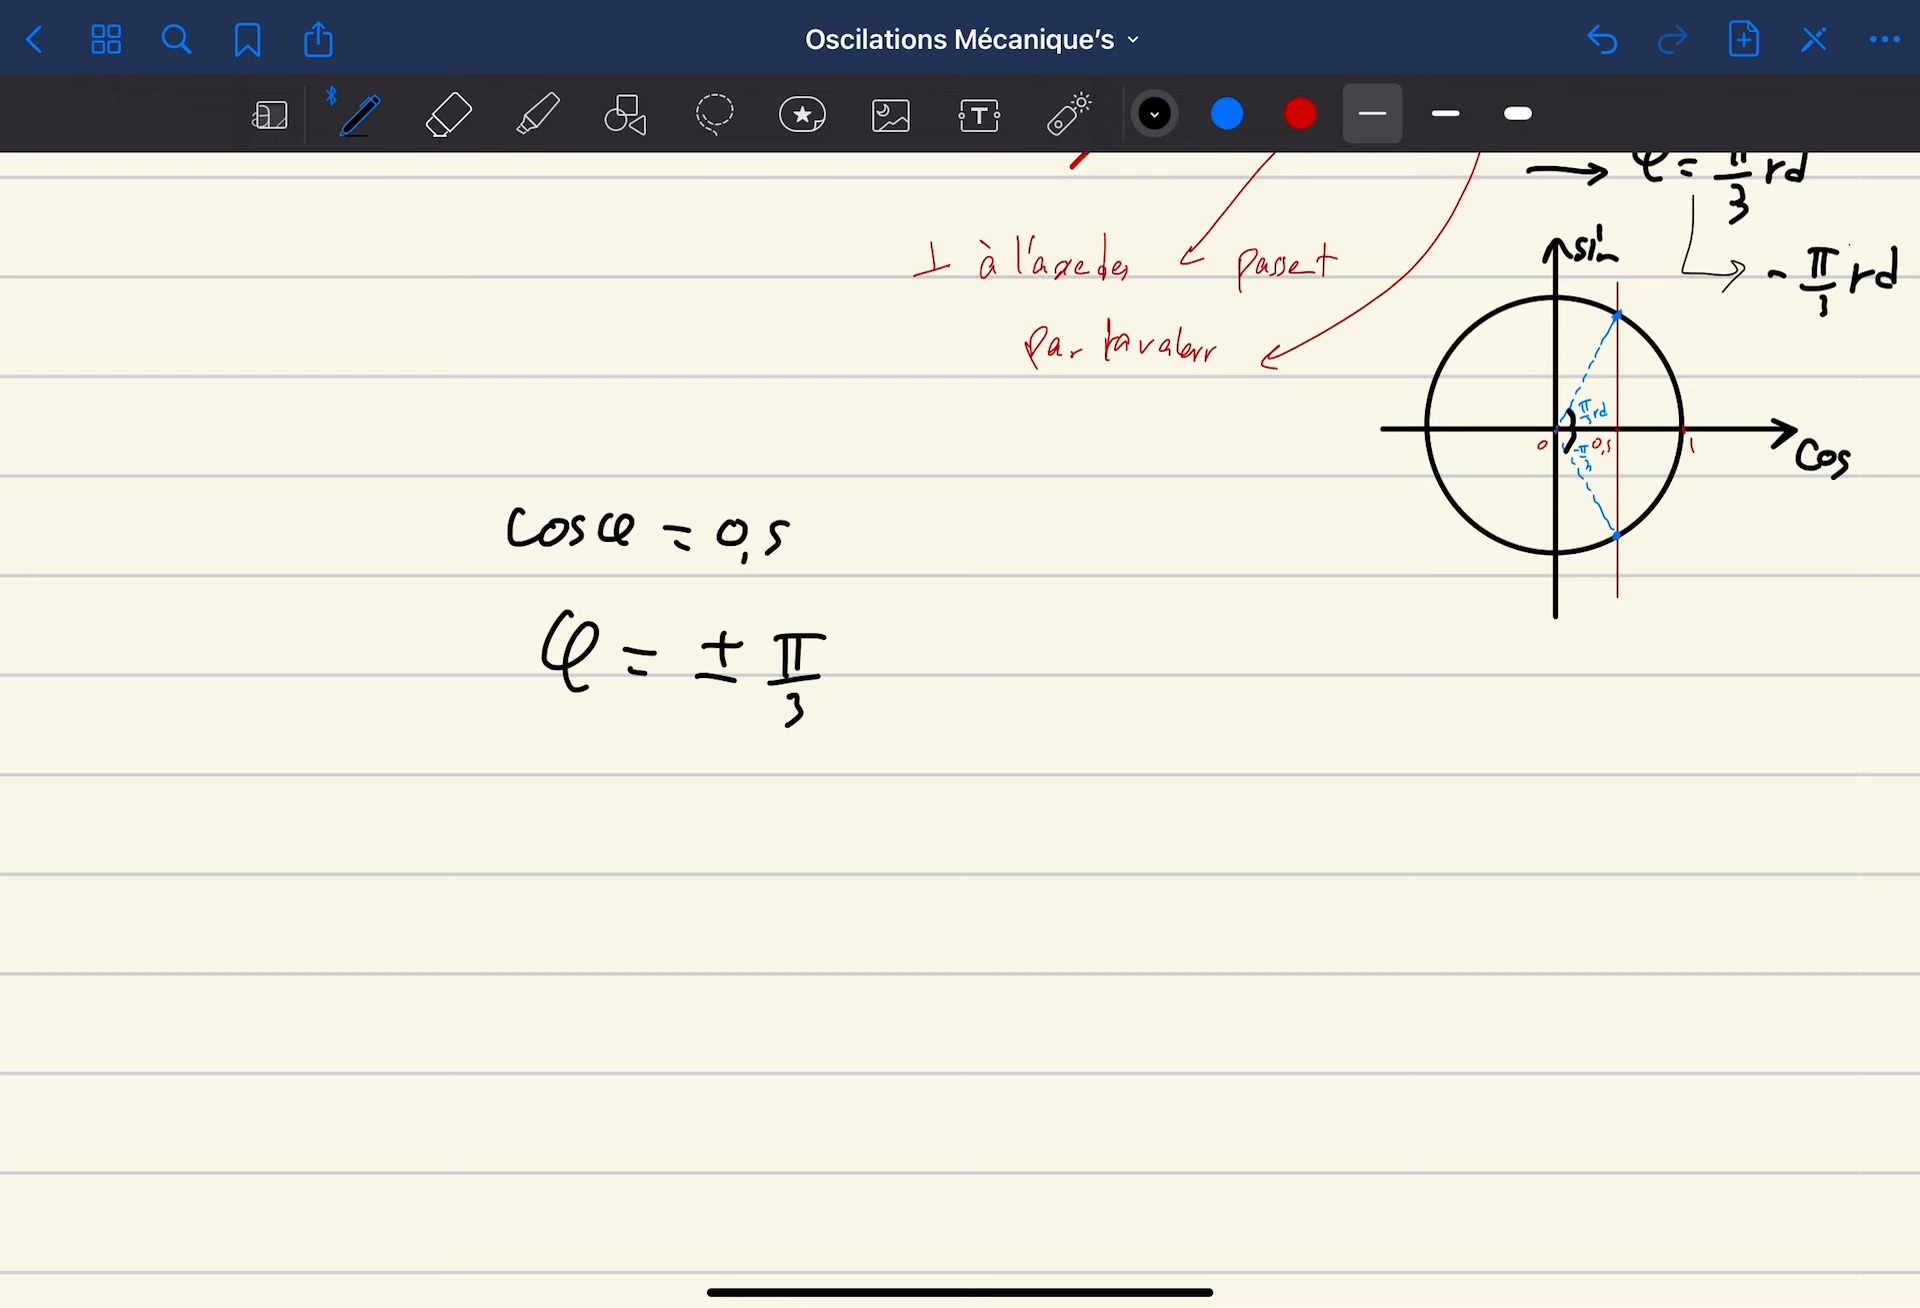 Oscilations Mécanique's
→ φ = π/3 rd
⊥ à l'axe des ← passent
- π/3 rd
par la valeur
sin
π/3 rd
0 0,5 1
-π/3
cos
cos φ = 0,5
φ = ± π/3